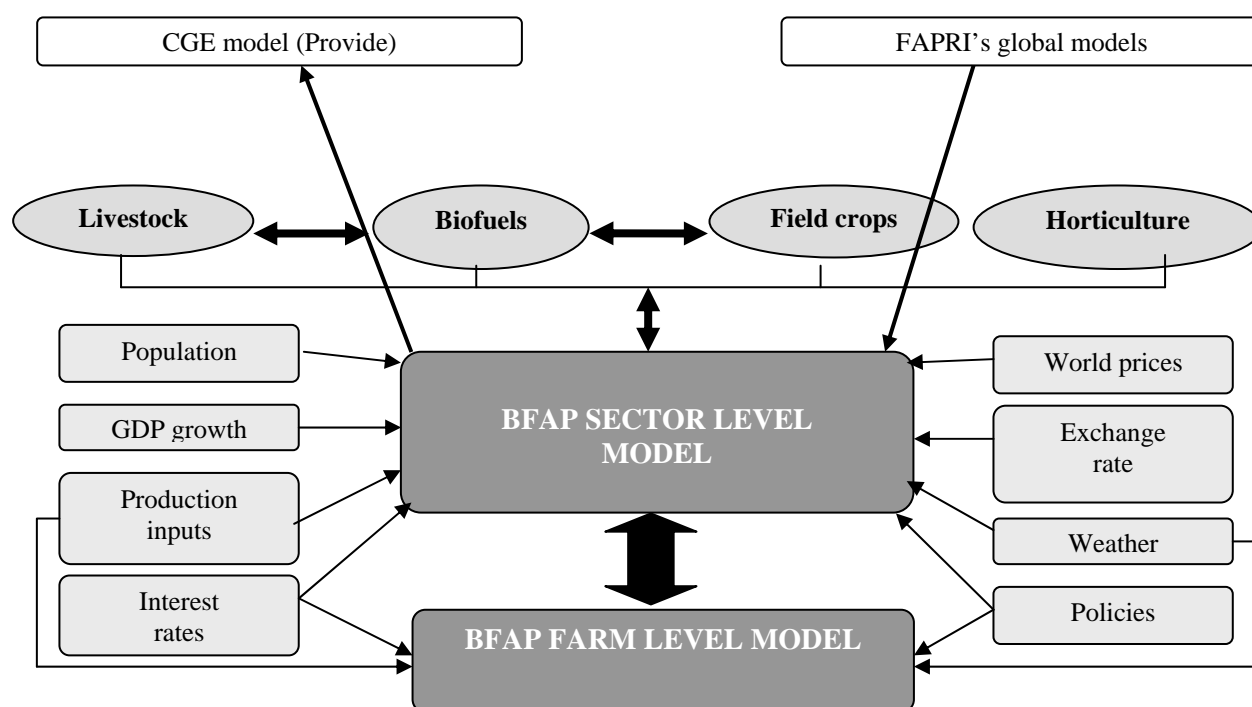 CGE model (Provide)
FAPRI's global models
Livestock
Biofuels
Field crops
Horticulture
Population
World prices
GDP growth
BFAP SECTOR LEVEL
MODEL
Exchange
rate
Production
inputs
Weather
Interest
rates
Policies
BFAP FARM LEVEL MODEL